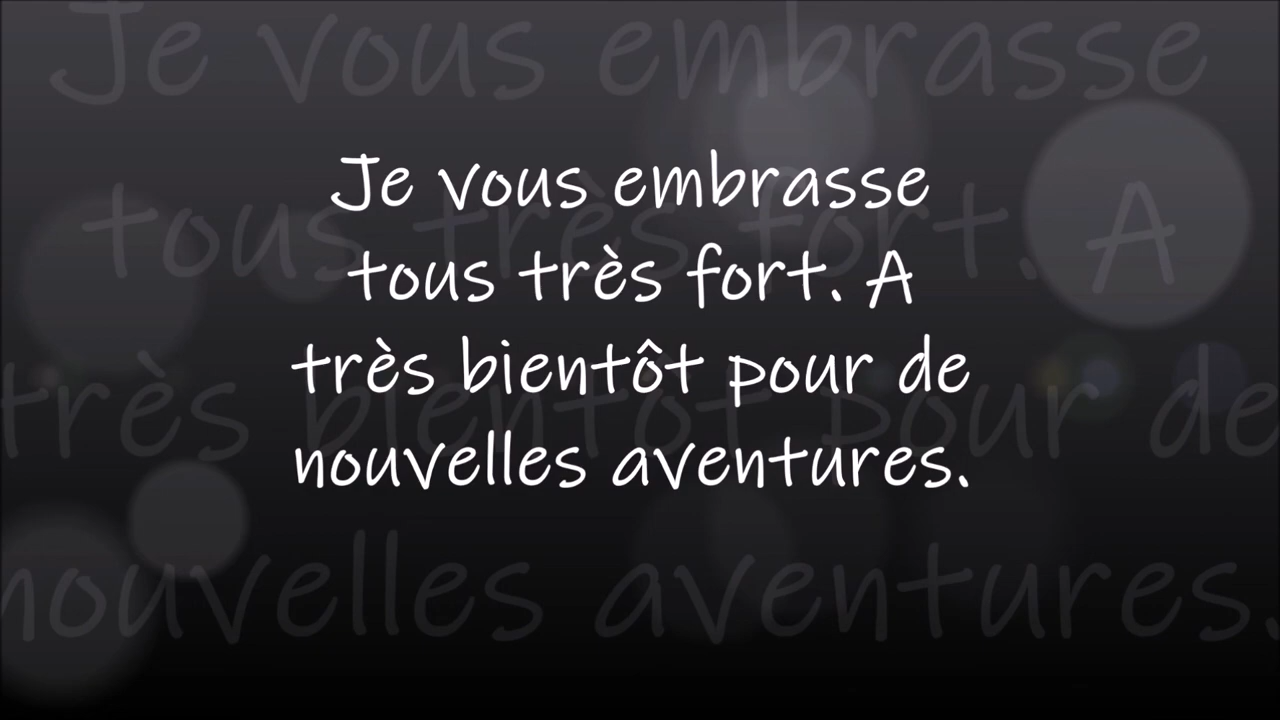 Je vous embrasse
tous très fort. A
très bientôt pour de
nouvelles aventures.